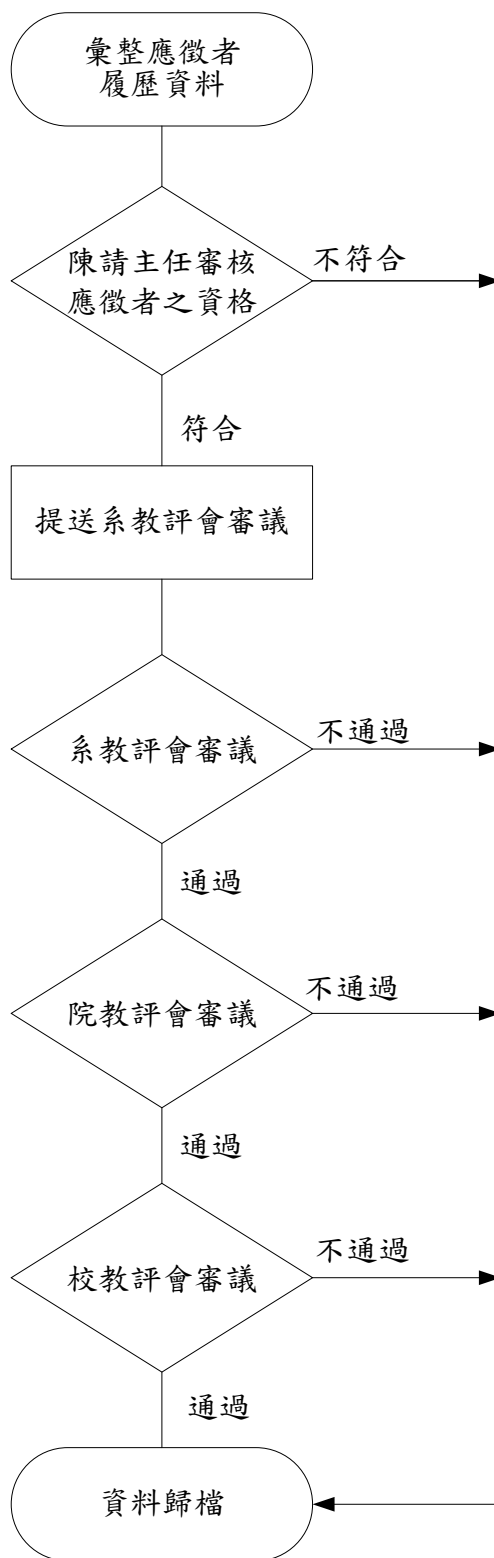 彙整應徵者
履歷資料
陳請主任審核
應徵者之資格
不符合
符合
提送系教評會審議
系教評會審議
不通過
通過
院教評會審議
不通過
通過
校教評會審議
不通過
通過
資料歸檔